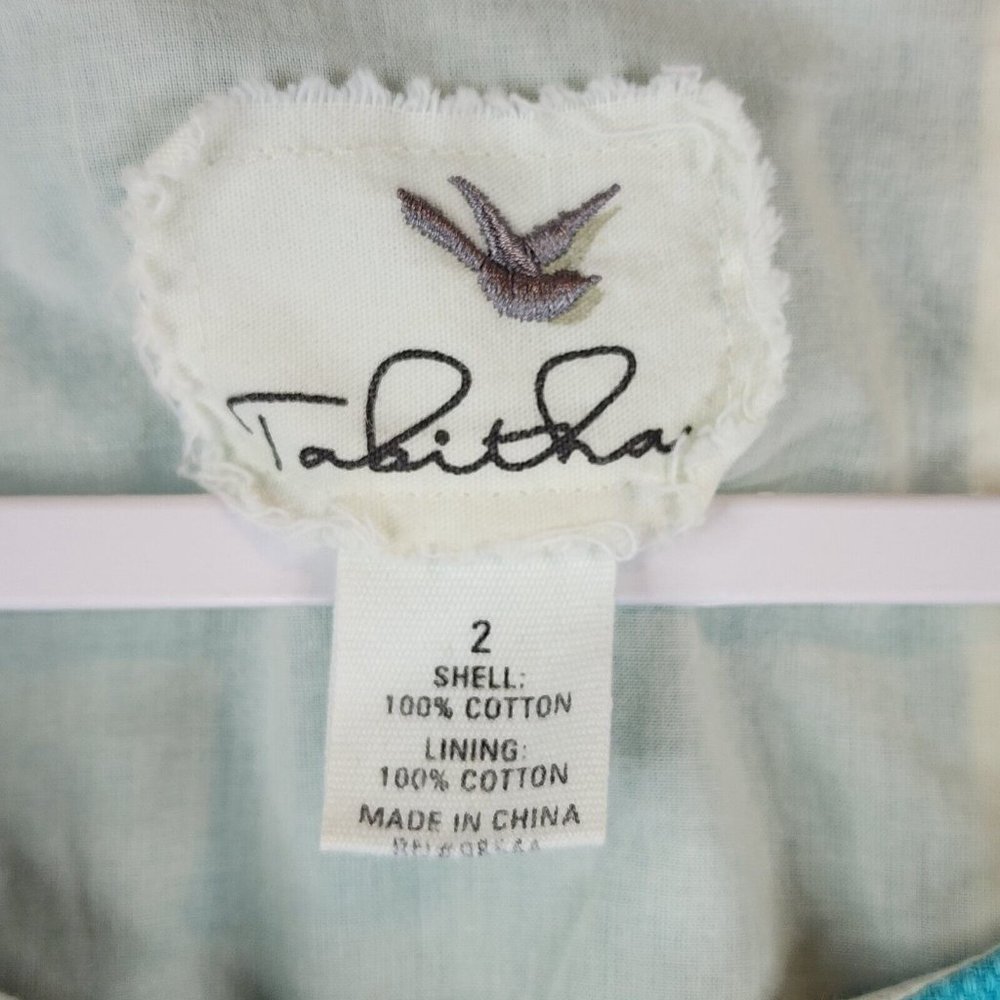 Tabitha
2
SHELL:
100% COTTON
LINING:
100% COTTON
MADE IN CHINA